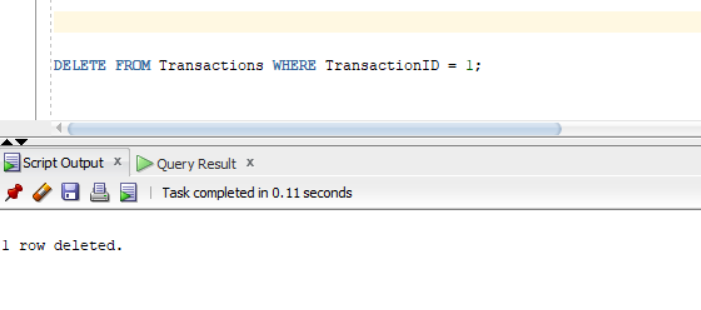 DELETE FROM Transactions WHERE TransactionID = 1;
Script Output x Query Result x
Task completed in 0.11 seconds
1 row deleted.